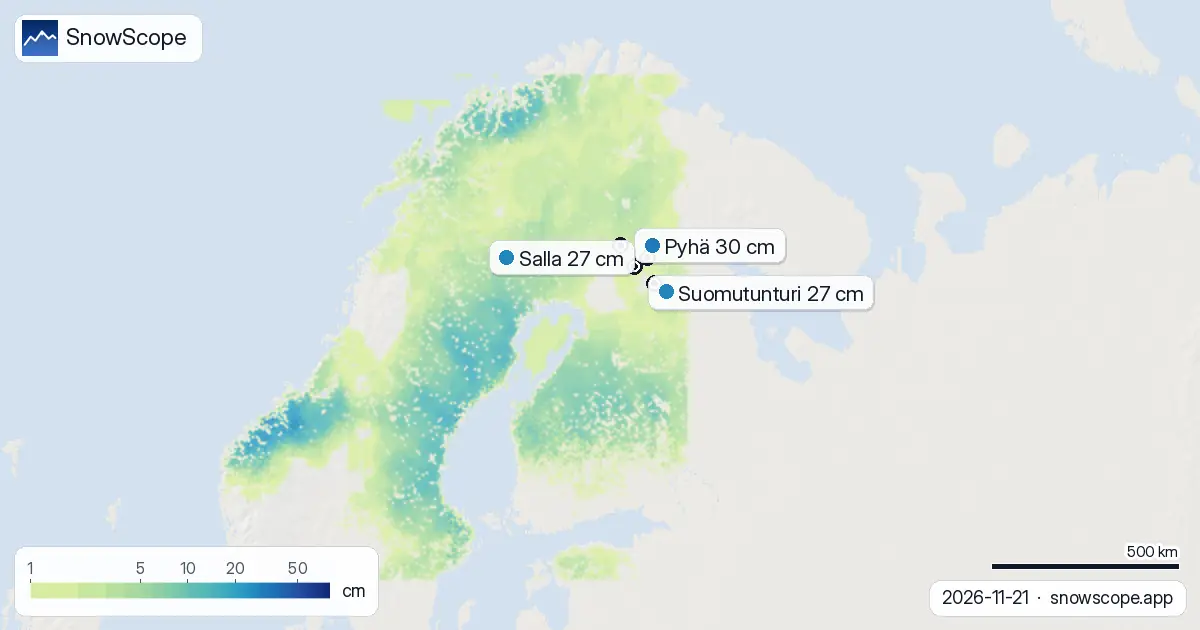 SnowScope
Pyhä 30 cm
Salla 27 cm
Suomutunturi 27 cm
500 km
1 5 10 20 50
cm
2026-11-21 · snowscope.app